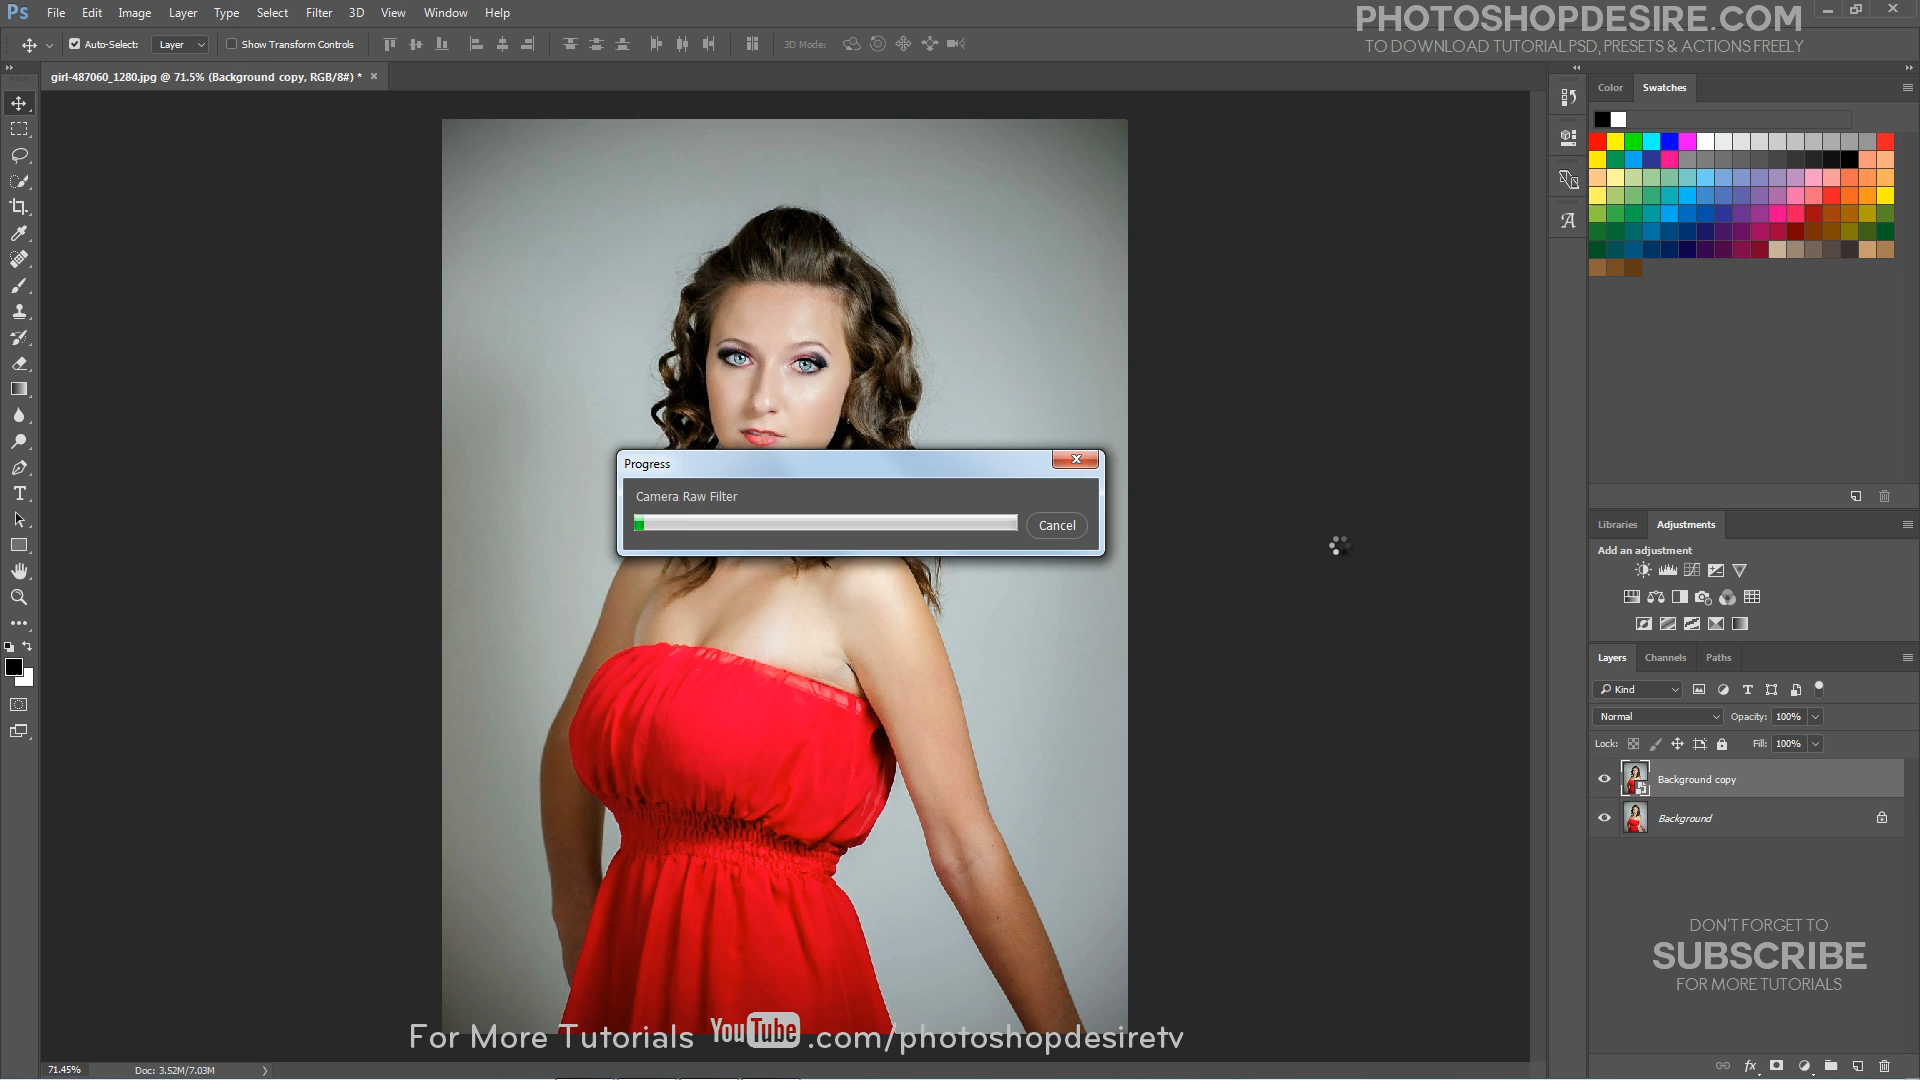 Ps File Edit Image Layer Type Select Filter 3D View Window Help
PHOTOSHOPDESIRE.COM
TO DOWNLOAD TUTORIAL PSD, PRESETS & ACTIONS FREELY
Auto-Select: Layer Show Transform Controls 3D Mode:
girl-487060_1280.jpg @ 71.5% (Background copy, RGB/8#) * ×
Color Swatches
Progress
Camera Raw Filter
Cancel
Libraries Adjustments
Add an adjustment
Layers Channels Paths
Kind
Normal Opacity: 100%
Lock: Fill: 100%
Background copy
Background
DON'T FORGET TO
SUBSCRIBE
FOR MORE TUTORIALS
For More Tutorials YouTube .com/photoshopdesiretv
71.45% Doc: 3.52M/7.03M